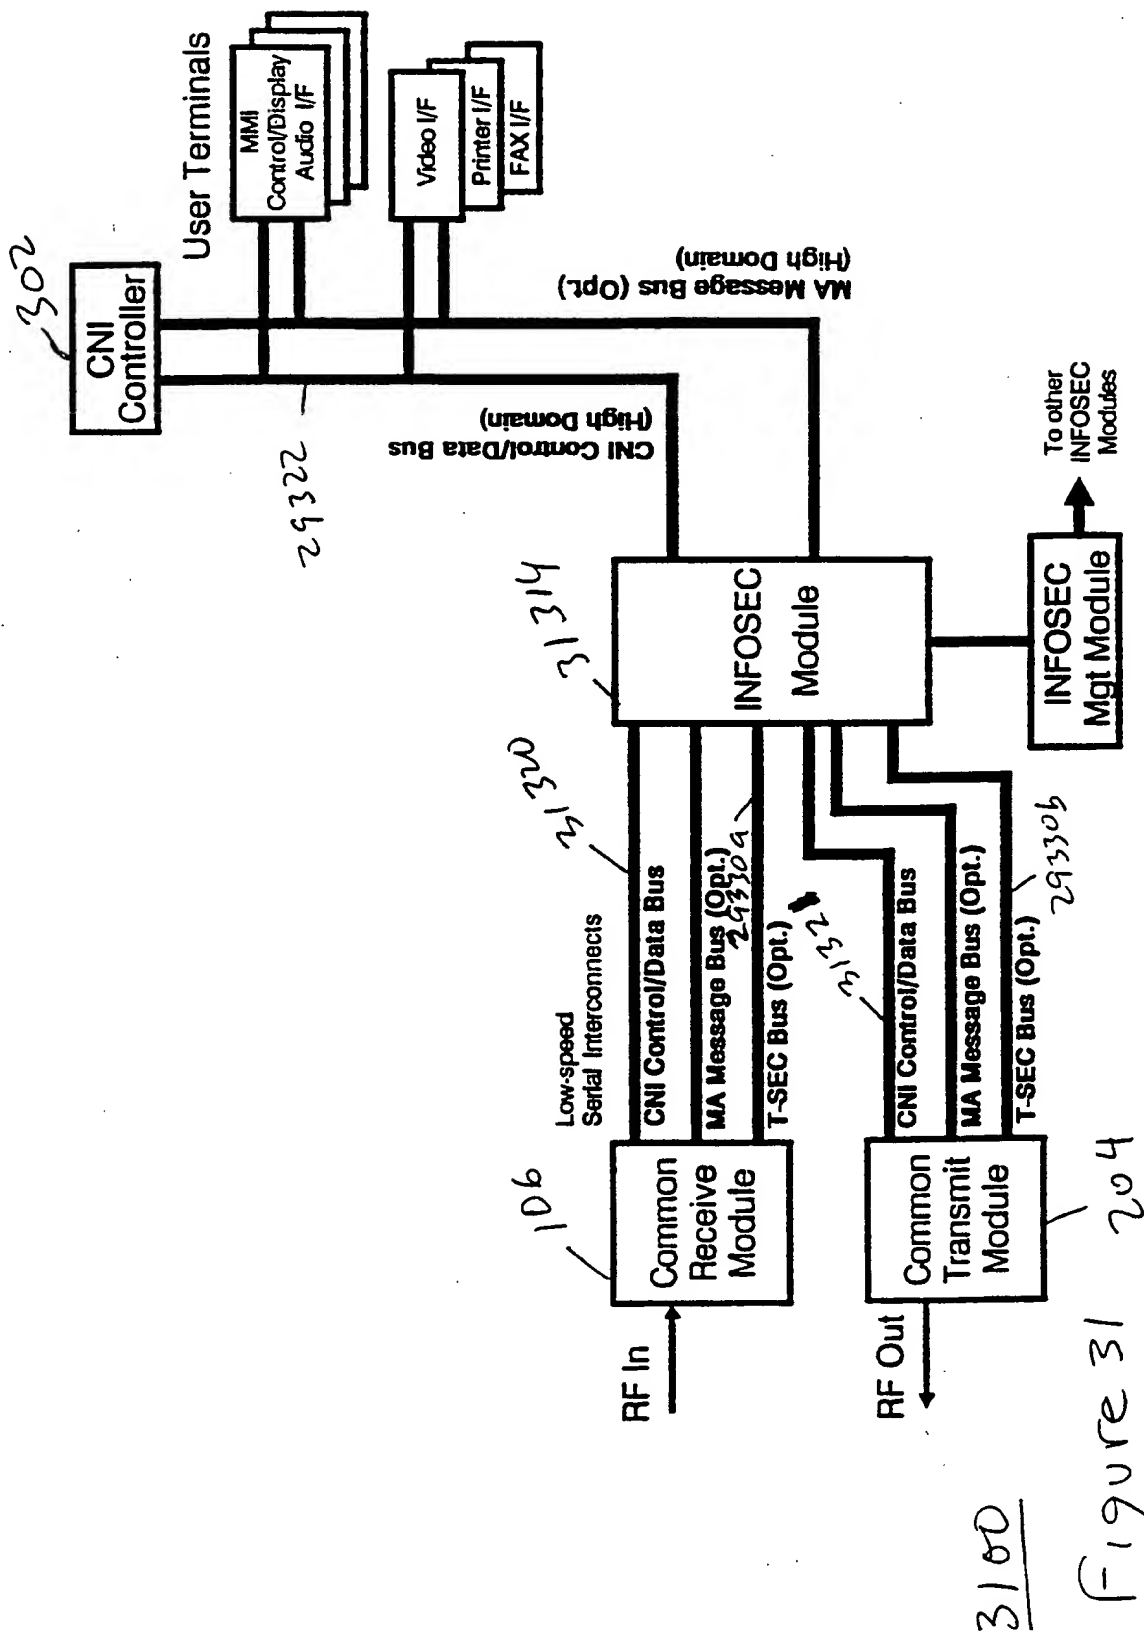 User Terminals
MMI
Control/Display
Audio I/F
Video I/F
Printer I/F
FAX I/F
302
CNI
Controller
MA Message Bus (Opt.)
(High Domain)
29322
CNI Control/Data Bus
(High Domain)
To other
INFOSEC
Modules
31314
INFOSEC
Module
INFOSEC
Mgt Module
31320
Low-speed
Serial Interconnects
CNI Control/Data Bus
MA Message Bus (Opt.)
29330a
T-SEC Bus (Opt.)
3132
CNI Control/Data Bus
MA Message Bus (Opt.)
T-SEC Bus (Opt.)
29330b
106
Common
Receive
Module
Common
Transmit
Module
204
RF In
RF Out
3100
Figure 31